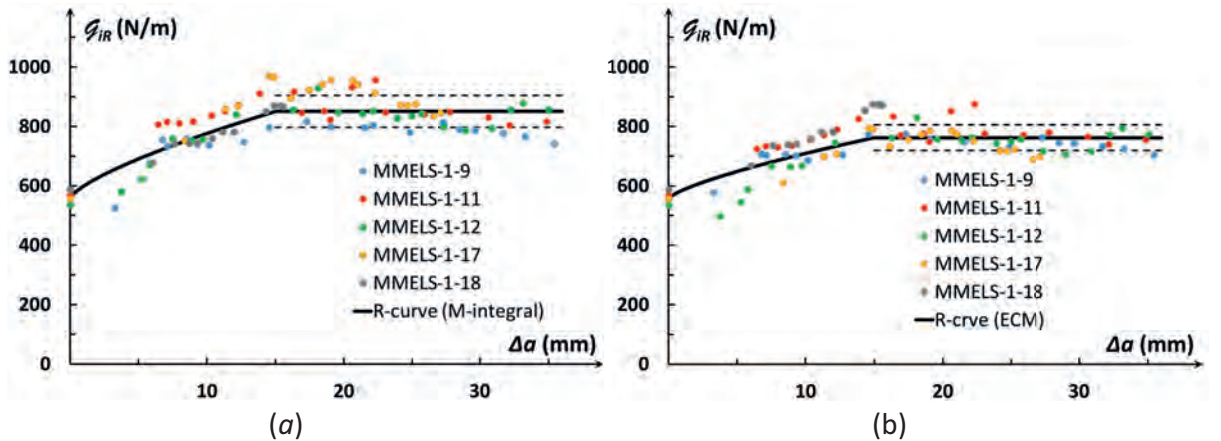 𝒢iR (N/m)
1000
800
600
400
200
0
10
20
30
Δa (mm)
MMELS-1-9
MMELS-1-11
MMELS-1-12
MMELS-1-17
MMELS-1-18
R-curve (M-integral)
(a)
𝒢iR (N/m)
1000
800
600
400
200
0
10
20
30
Δa (mm)
MMELS-1-9
MMELS-1-11
MMELS-1-12
MMELS-1-17
MMELS-1-18
R-crve (ECM)
(b)